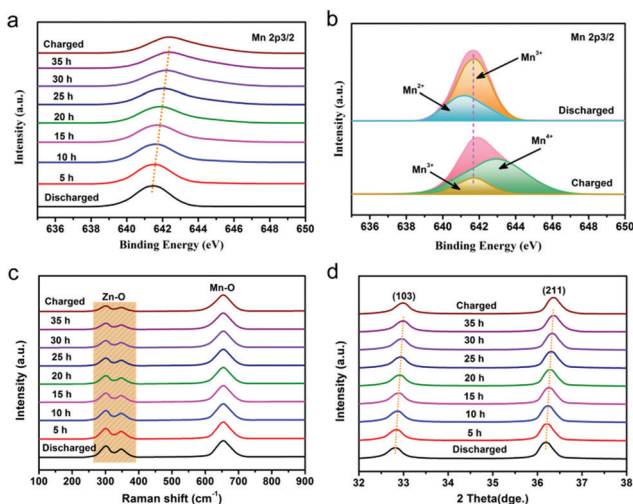 a
Mn 2p3/2
Charged
35 h
30 h
25 h
20 h
15 h
10 h
5 h
Discharged
Intensity (a.u.)
636 638 640 642 644 646 648 650
Binding Energy (eV)
b
Mn 2p3/2
Mn³⁺
Mn²⁺
Discharged
Mn⁴⁺
Mn³⁺
Charged
Intensity (a.u.)
636 638 640 642 644 646 648 650
Binding Energy (eV)
c
Zn-O
Mn-O
Charged
35 h
30 h
25 h
20 h
15 h
10 h
5 h
Discharged
Intensity (a.u.)
100 200 300 400 500 600 700 800 900
Raman shift (cm⁻¹)
d
(103)
(211)
Charged
35 h
30 h
25 h
20 h
15 h
10 h
5 h
Discharged
Intensity (a.u.)
32 33 34 35 36 37 38
2 Theta(dge.)